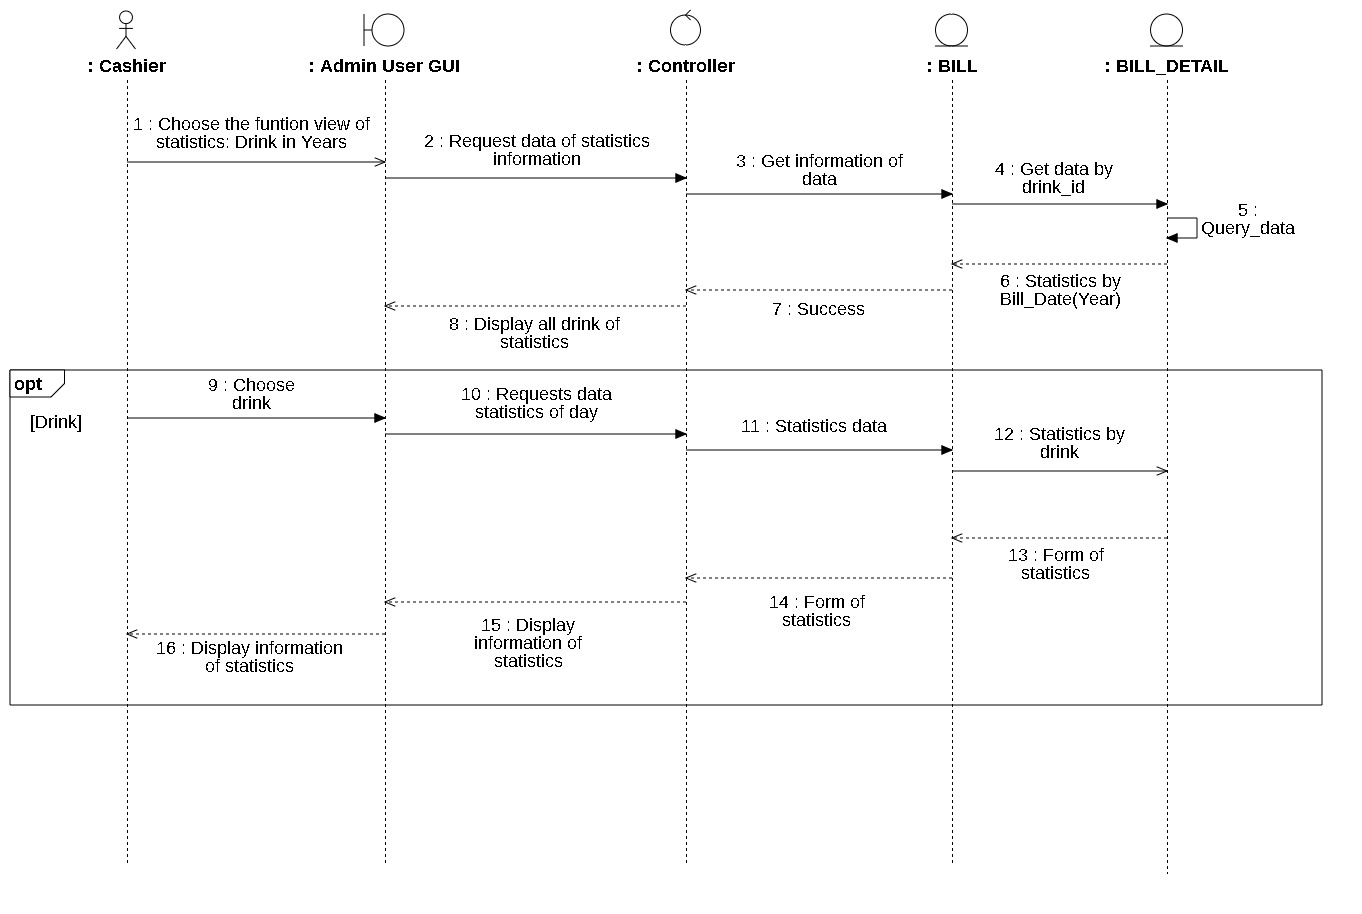 : Cashier
: Admin User GUI
: Controller
: BILL
: BILL_DETAIL
1 : Choose the funtion view of
statistics: Drink in Years
2 : Request data of statistics
information
3 : Get information of
data
4 : Get data by
drink_id
5 :
Query_data
6 : Statistics by
Bill_Date(Year)
7 : Success
8 : Display all drink of
statistics
opt
[Drink]
9 : Choose
drink
10 : Requests data
statistics of day
11 : Statistics data
12 : Statistics by
drink
13 : Form of
statistics
14 : Form of
statistics
15 : Display
information of
statistics
16 : Display information
of statistics